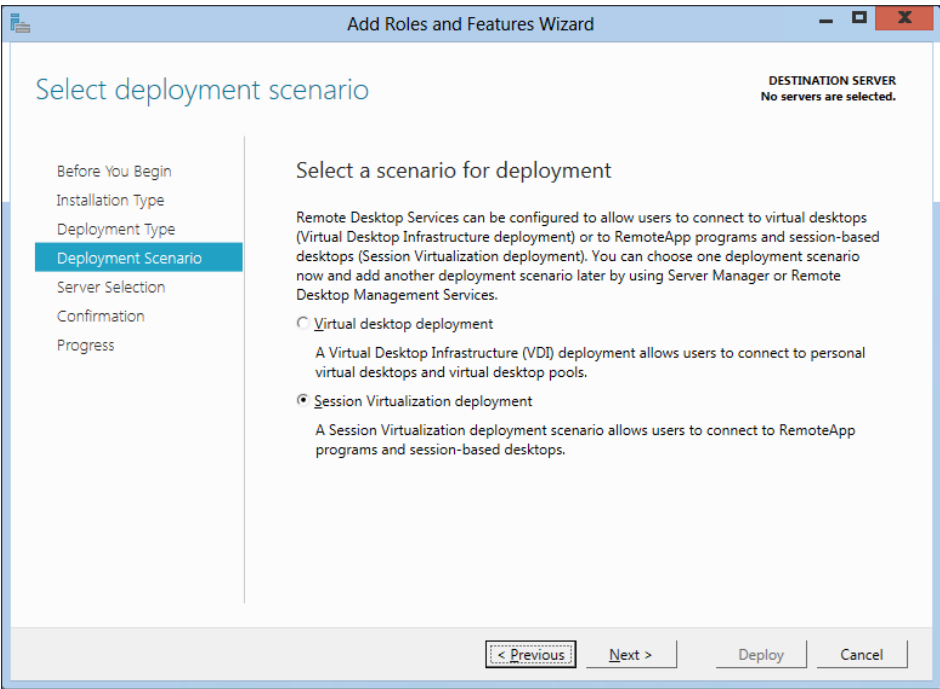 Add Roles and Features Wizard
X
Select deployment scenario
DESTINATION SERVER
No servers are selected.
Before You Begin
Installation Type
Deployment Type
Deployment Scenario
Server Selection
Confirmation
Progress
Select a scenario for deployment
Remote Desktop Services can be configured to allow users to connect to virtual desktops
(Virtual Desktop Infrastructure deployment) or to RemoteApp programs and session-based
desktops (Session Virtualization deployment). You can choose one deployment scenario
now and add another deployment scenario later by using Server Manager or Remote
Desktop Management Services.
Virtual desktop deployment
A Virtual Desktop Infrastructure (VDI) deployment allows users to connect to personal
virtual desktops and virtual desktop pools.
Session Virtualization deployment
A Session Virtualization deployment scenario allows users to connect to RemoteApp
programs and session-based desktops.
< Previous Next > Deploy Cancel